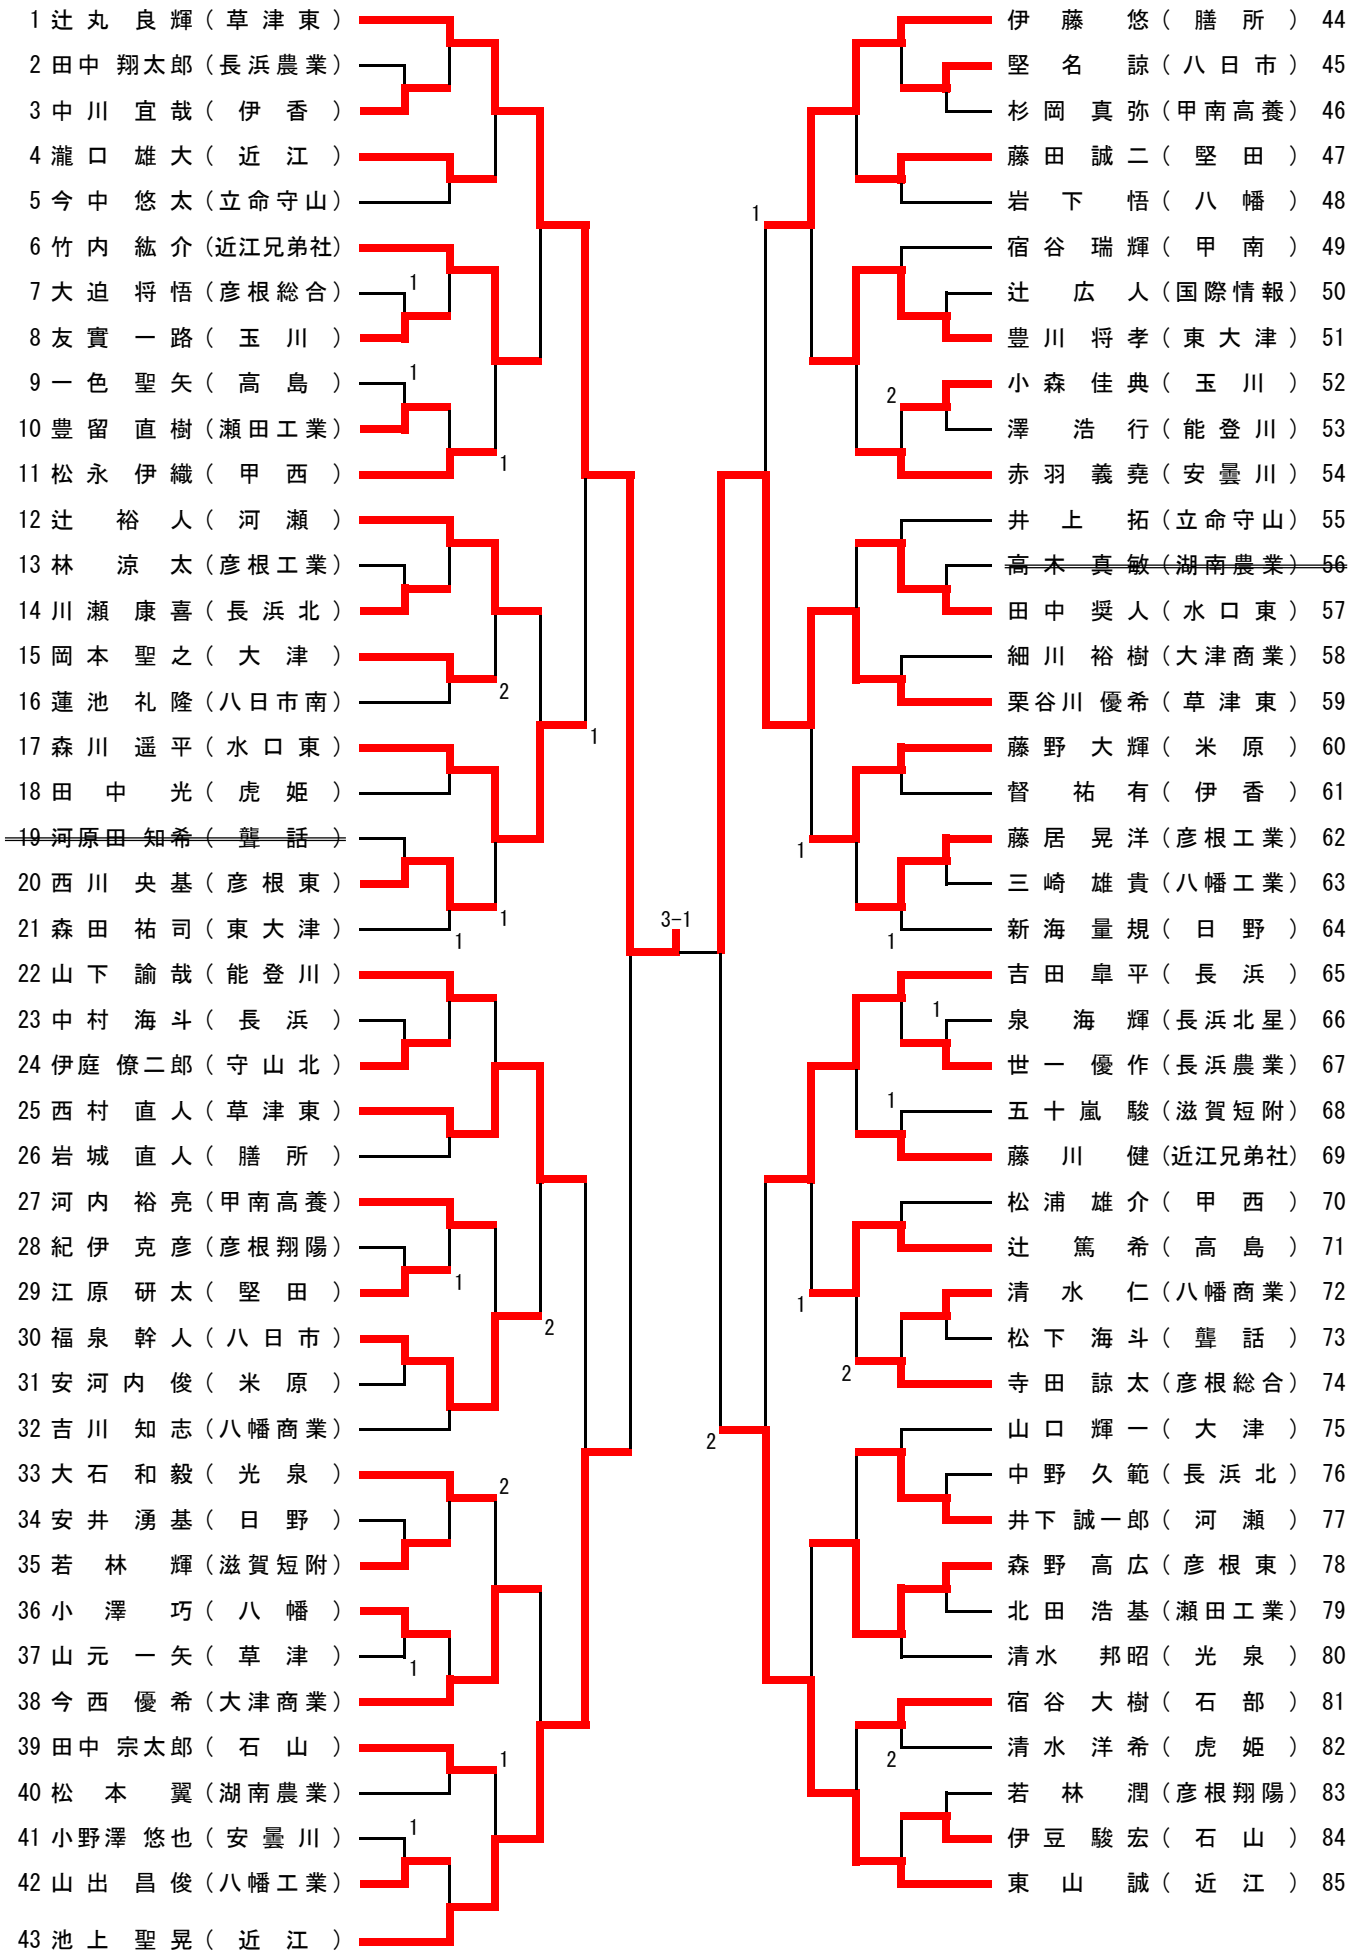 1 辻丸 良輝 ( 草津東 )
2 田中 翔太郎 ( 長浜農業 )
3 中川 宜哉 ( 伊香 )
4 瀧口 雄大 ( 近江 )
5 今中 悠太 ( 立命守山 )
6 竹内 紘介 (近江兄弟社)
7 大迫 将悟 ( 彦根総合 )
1
8 友實 一路 ( 玉川 )
9 一色 聖矢 ( 高島 )
1
10 豊留 直樹 ( 瀬田工業 )
11 松永 伊織 ( 甲西 )
1
12 辻 裕人 ( 河瀬 )
13 林 涼太 ( 彦根工業 )
14 川瀬 康喜 ( 長浜北 )
15 岡本 聖之 ( 大津 )
16 蓮池 礼隆 ( 八日市南 )
2
17 森川 遥平 ( 水口東 )
1
18 田中 光 ( 虎姫 )
19 河原田 知希 ( 聾話 )
20 西川 央基 ( 彦根東 )
21 森田 祐司 ( 東大津 )
1
1
22 山下 諭哉 ( 能登川 )
23 中村 海斗 ( 長浜 )
24 伊庭 僚二郎 ( 守山北 )
25 西村 直人 ( 草津東 )
26 岩城 直人 ( 膳所 )
27 河内 裕亮 ( 甲南高養 )
28 紀伊 克彦 ( 彦根翔陽 )
29 江原 研太 ( 堅田 )
1
30 福泉 幹人 ( 八日市 )
2
31 安河内 俊 ( 米原 )
32 吉川 知志 ( 八幡商業 )
33 大石 和毅 ( 光泉 )
2
34 安井 湧基 ( 日野 )
35 若林 輝 ( 滋賀短附 )
36 小澤 巧 ( 八幡 )
37 山元 一矢 ( 草津 )
1
38 今西 優希 ( 大津商業 )
39 田中 宗太郎 ( 石山 )
1
40 松本 翼 ( 湖南農業 )
41 小野澤 悠也 ( 安曇川 )
1
42 山出 昌俊 ( 八幡工業 )
43 池上 聖晃 ( 近江 )
3-1
伊藤 悠 ( 膳所 ) 44
堅名 諒 ( 八日市 ) 45
杉岡 真弥 ( 甲南高養 ) 46
藤田 誠二 ( 堅田 ) 47
岩下 悟 ( 八幡 ) 48
1
宿谷 瑞輝 ( 甲南 ) 49
辻 広人 ( 国際情報 ) 50
豊川 将孝 ( 東大津 ) 51
小森 佳典 ( 玉川 ) 52
2
澤 浩行 ( 能登川 ) 53
赤羽 義堯 ( 安曇川 ) 54
井上 拓 ( 立命守山 ) 55
高木 真敏 ( 湖南農業 ) 56
田中 奨人 ( 水口東 ) 57
細川 裕樹 ( 大津商業 ) 58
栗谷川 優希 ( 草津東 ) 59
藤野 大輝 ( 米原 ) 60
督 祐有 ( 伊香 ) 61
藤居 晃洋 ( 彦根工業 ) 62
1
三崎 雄貴 ( 八幡工業 ) 63
新海 量規 ( 日野 ) 64
1
吉田 皐平 ( 長浜 ) 65
泉 海輝 ( 長浜北星 ) 66
1
世一 優作 ( 長浜農業 ) 67
五十嵐 駿 ( 滋賀短附 ) 68
1
藤川 健 (近江兄弟社) 69
松浦 雄介 ( 甲西 ) 70
辻 篤希 ( 高島 ) 71
清水 仁 ( 八幡商業 ) 72
1
松下 海斗 ( 聾話 ) 73
寺田 諒太 ( 彦根総合 ) 74
2
山口 輝一 ( 大津 ) 75
2
中野 久範 ( 長浜北 ) 76
井下 誠一郎 ( 河瀬 ) 77
森野 高広 ( 彦根東 ) 78
北田 浩基 ( 瀬田工業 ) 79
清水 邦昭 ( 光泉 ) 80
宿谷 大樹 ( 石部 ) 81
清水 洋希 ( 虎姫 ) 82
2
若林 潤 ( 彦根翔陽 ) 83
伊豆 駿宏 ( 石山 ) 84
東山 誠 ( 近江 ) 85